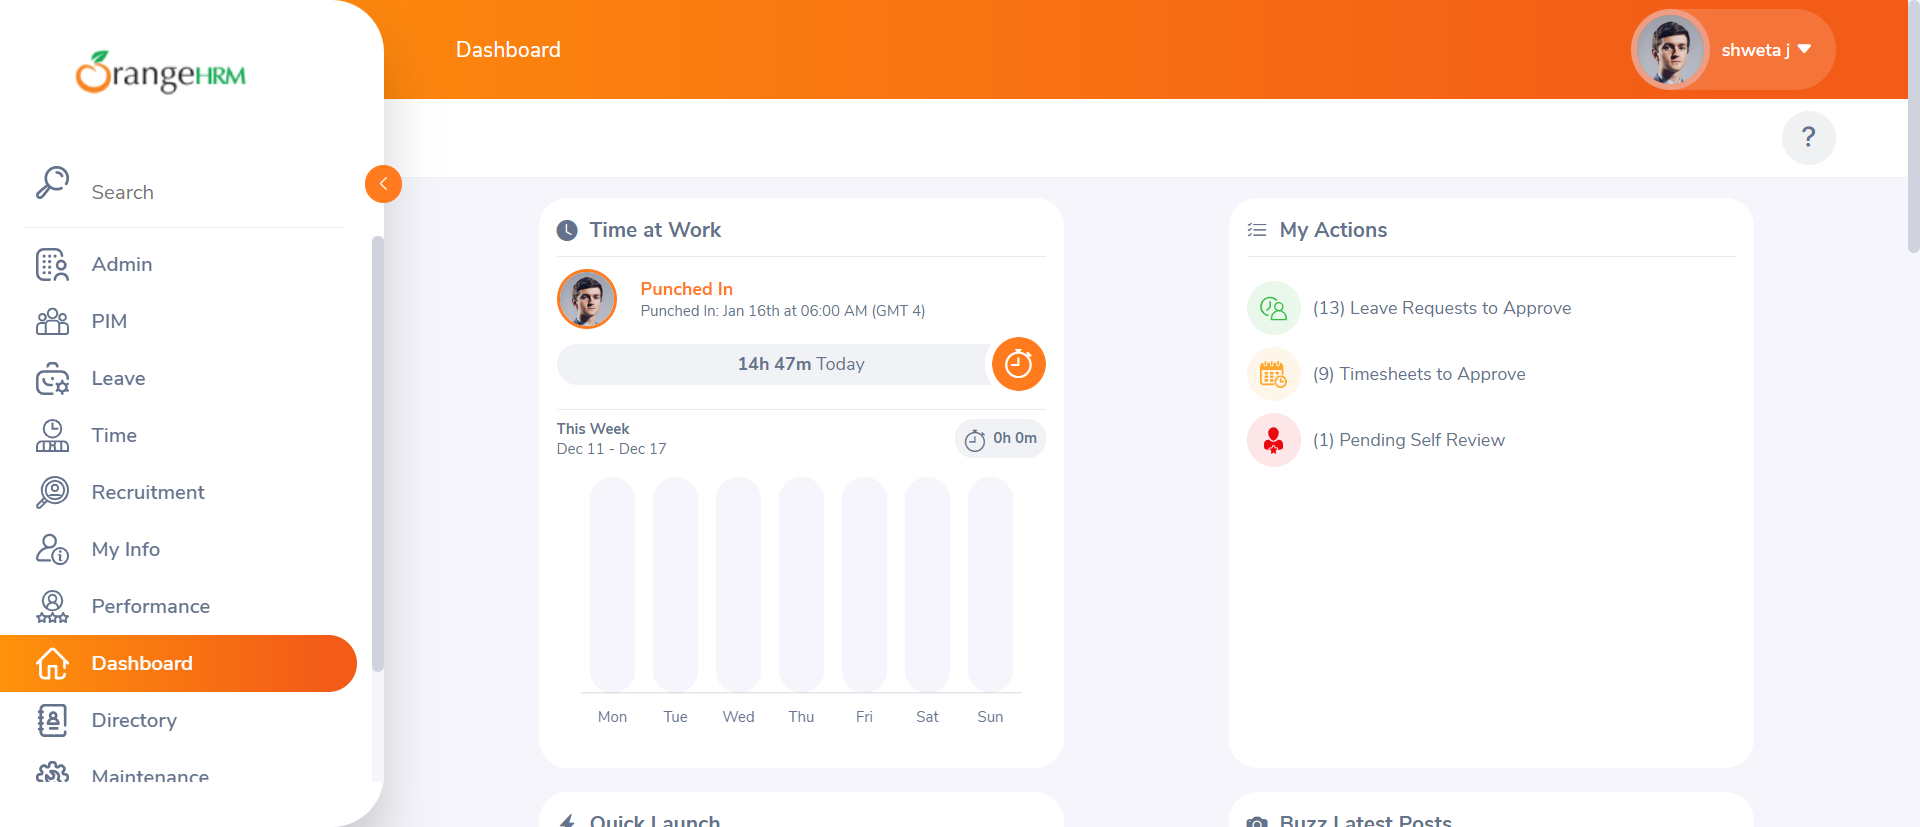 OrangeHRM
Dashboard
shweta j
?
Search
Admin
PIM
Leave
Time
Recruitment
My Info
Performance
Dashboard
Directory
Maintenance
Time at Work
Punched In
Punched In: Jan 16th at 06:00 AM (GMT 4)
14h 47m Today
This Week
Dec 11 - Dec 17
0h 0m
Mon Tue Wed Thu Fri Sat Sun
My Actions
(13) Leave Requests to Approve
(9) Timesheets to Approve
(1) Pending Self Review
Quick Launch
Buzz Latest Posts